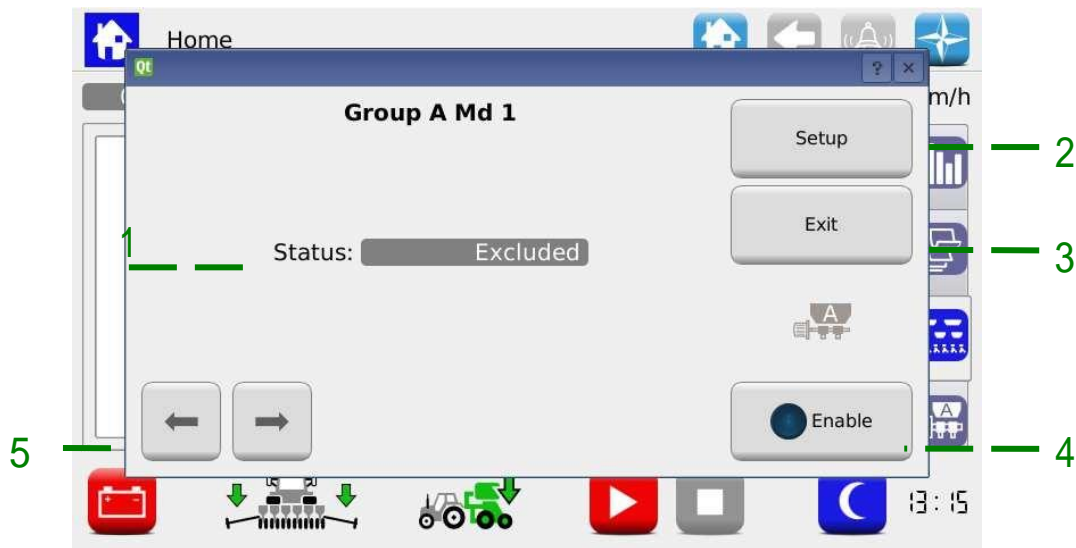 Home
Qt
?
×
m/h
Group A Md 1
Setup
2
Exit
1
Status: Excluded
3
A
Enable
A
5
4
13:15